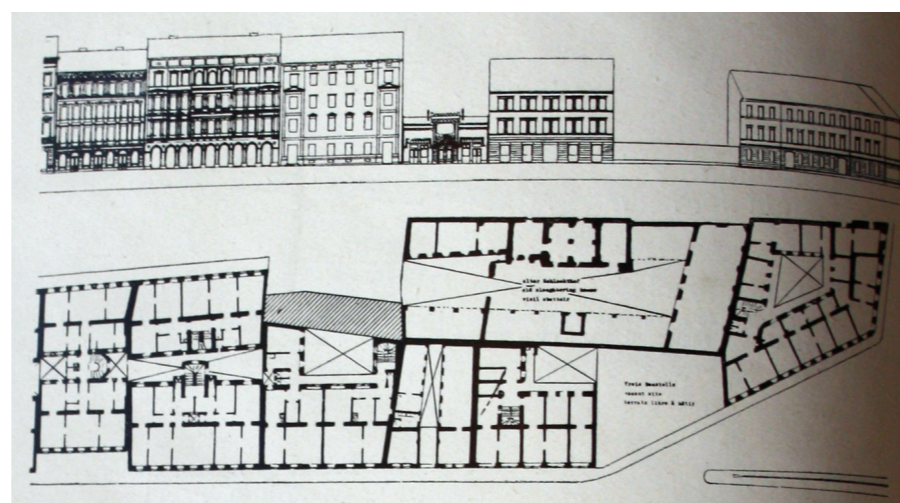 alter Schlachthof
old slaughtering house
vieil abattoir
freie Baustelle
vacant site
terrain libre à bâtir